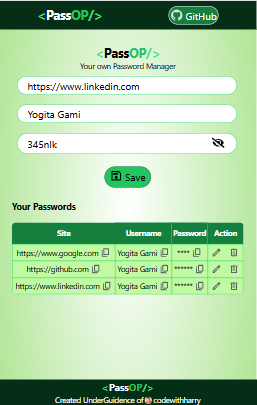 <PassOP/> GitHub
<PassOP/>
Your own Password Manager
https://www.linkedin.com
Yogita Gami
345nlk
Save
Your Passwords
Site Username Password Action
https://www.google.com Yogita Gami ****
https://github.com Yogita Gami ******
https://www.linkedin.com Yogita Gami ******
<PassOP/>
Created UnderGuidence of codewithharry